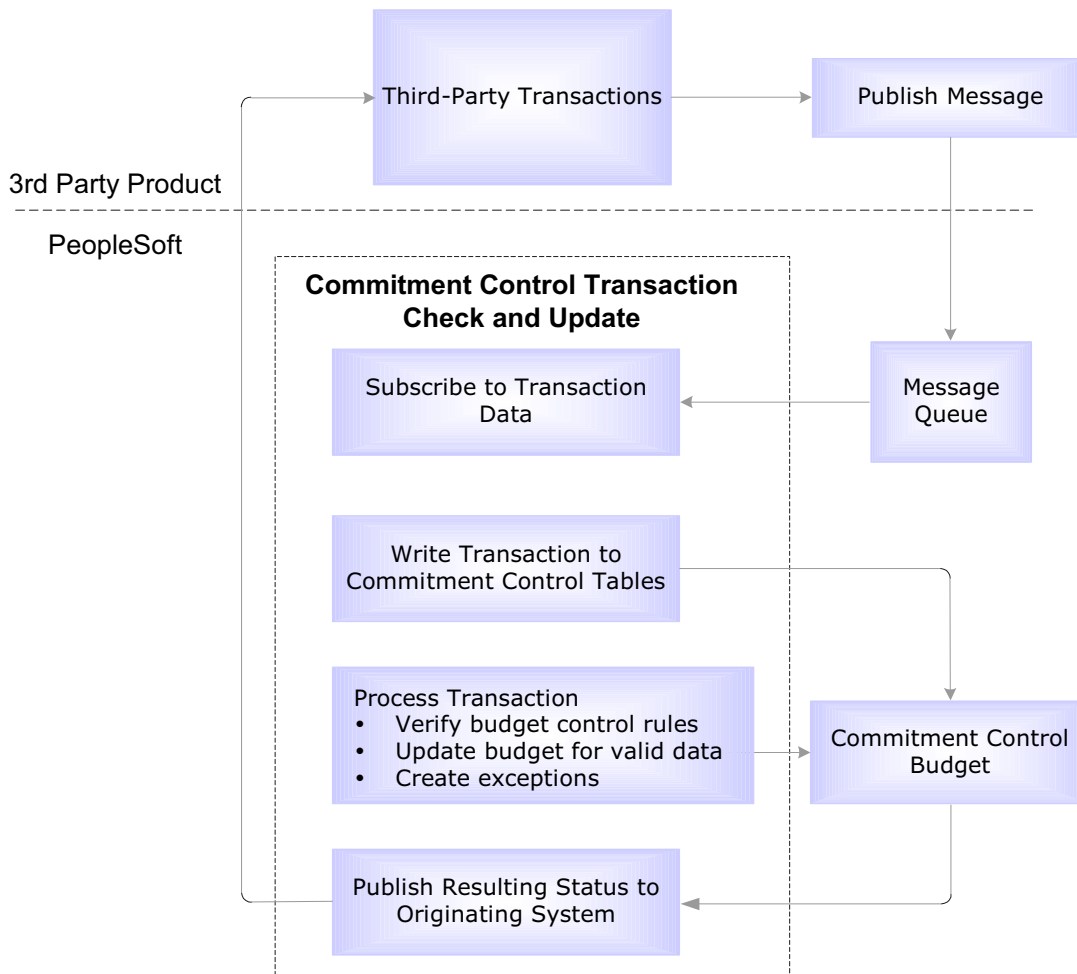 Third-Party Transactions
Publish Message
3rd Party Product
PeopleSoft
Commitment Control Transaction
Check and Update
Subscribe to Transaction
Data
Message
Queue
Write Transaction to
Commitment Control Tables
Process Transaction
• Verify budget control rules
• Update budget for valid data
• Create exceptions
Commitment Control
Budget
Publish Resulting Status to
Originating System